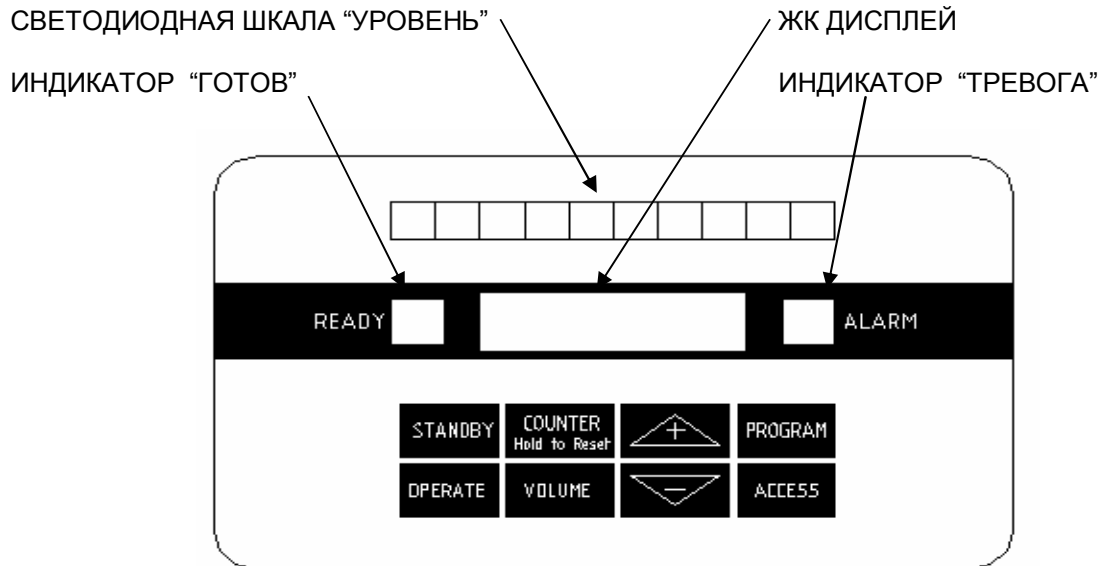 СВЕТОДИОДНАЯ ШКАЛА “УРОВЕНЬ”
ЖК ДИСПЛЕЙ
ИНДИКАТОР “ГОТОВ”
ИНДИКАТОР “ТРЕВОГА”
READY
ALARM
STANDBY
COUNTER
Hold to Reset
+
PROGRAM
OPERATE
VOLUME
−
ACCESS